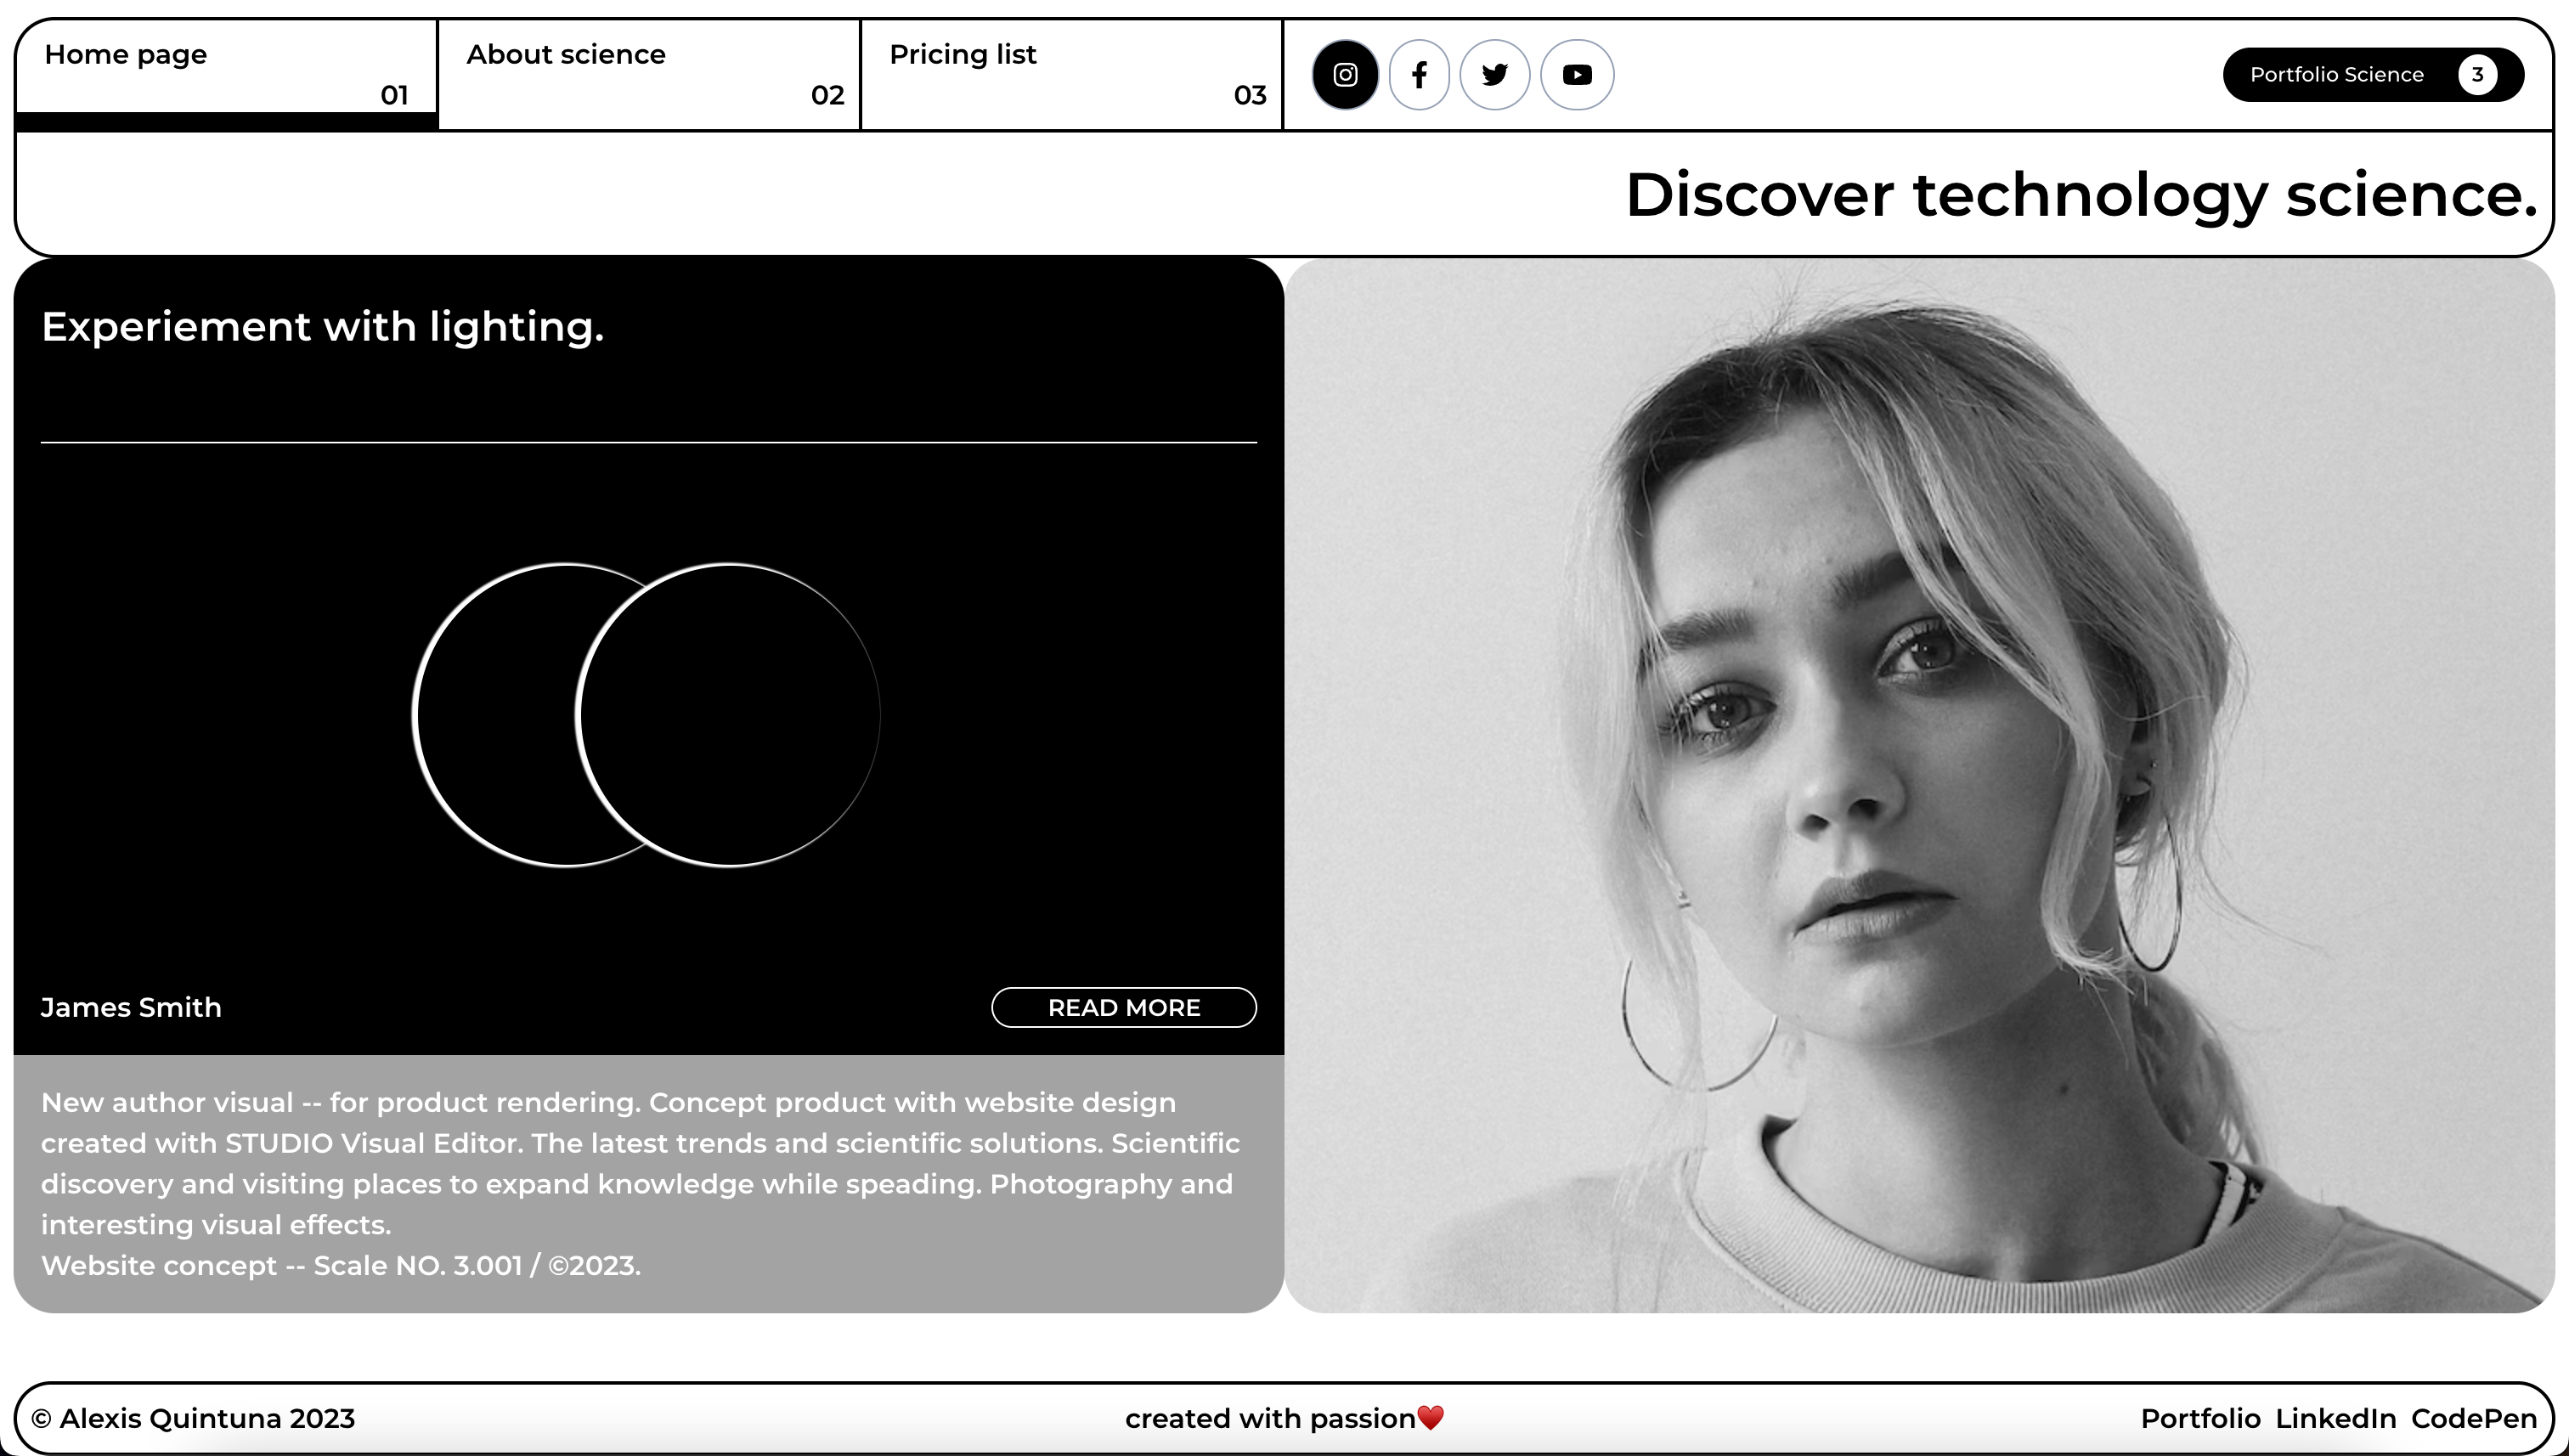 Home page
01
About science
02
Pricing list
03
Portfolio Science 3
Discover technology science.
Experiement with lighting.
James Smith
READ MORE
New author visual -- for product rendering. Concept product with website design
created with STUDIO Visual Editor. The latest trends and scientific solutions. Scientific
discovery and visiting places to expand knowledge while speading. Photography and
interesting visual effects.
Website concept -- Scale NO. 3.001 / ©2023.
© Alexis Quintuna 2023
created with passion♥️
Portfolio LinkedIn CodePen